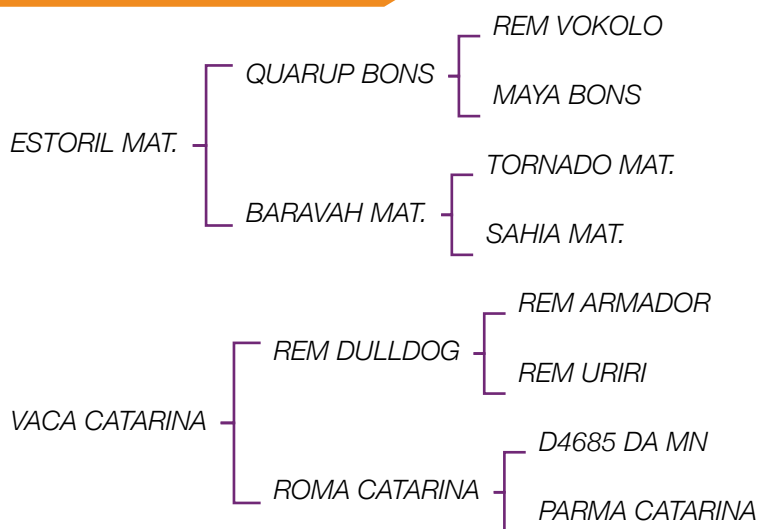 REM VOKOLO
QUARUP BONS
MAYA BONS
ESTORIL MAT.
TORNADO MAT.
BARAVAH MAT.
SAHIA MAT.
REM ARMADOR
REM DULLDOG
REM URIRI
VACA CATARINA
D4685 DA MN
ROMA CATARINA
PARMA CATARINA